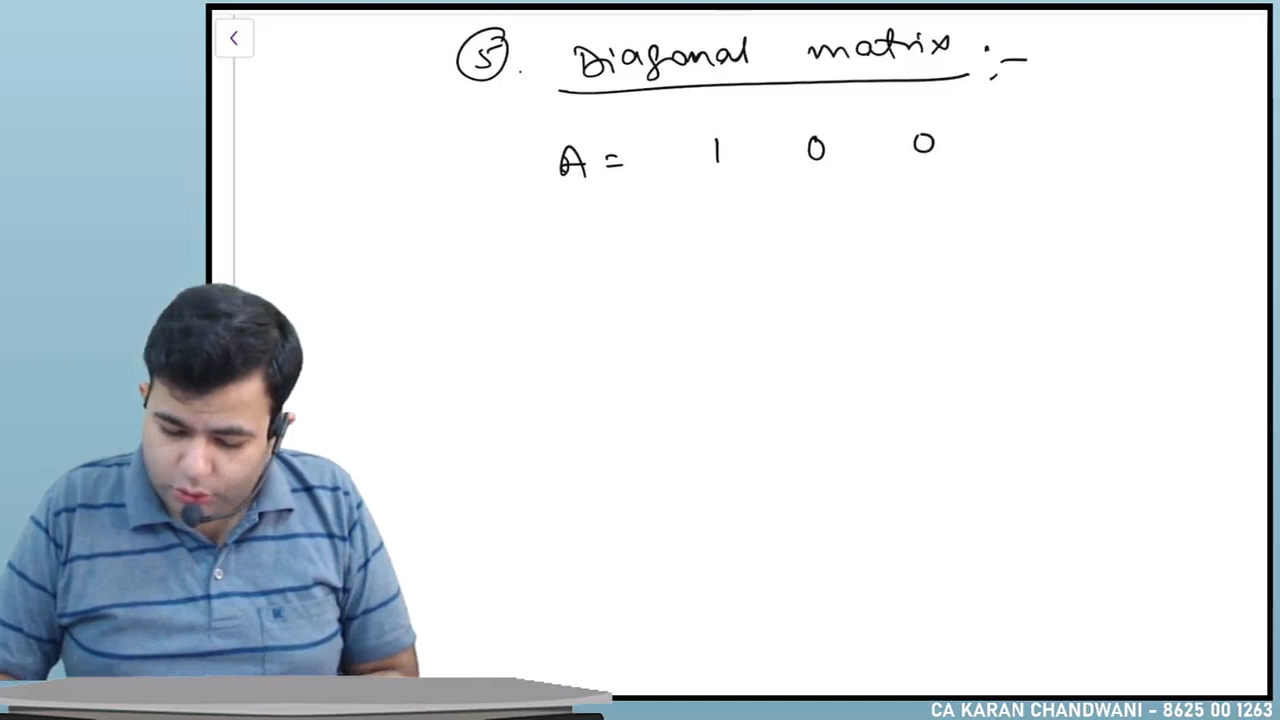 5. Diagonal matrix :-
A = 1 0 0
CA KARAN CHANDWANI - 8625 00 1263